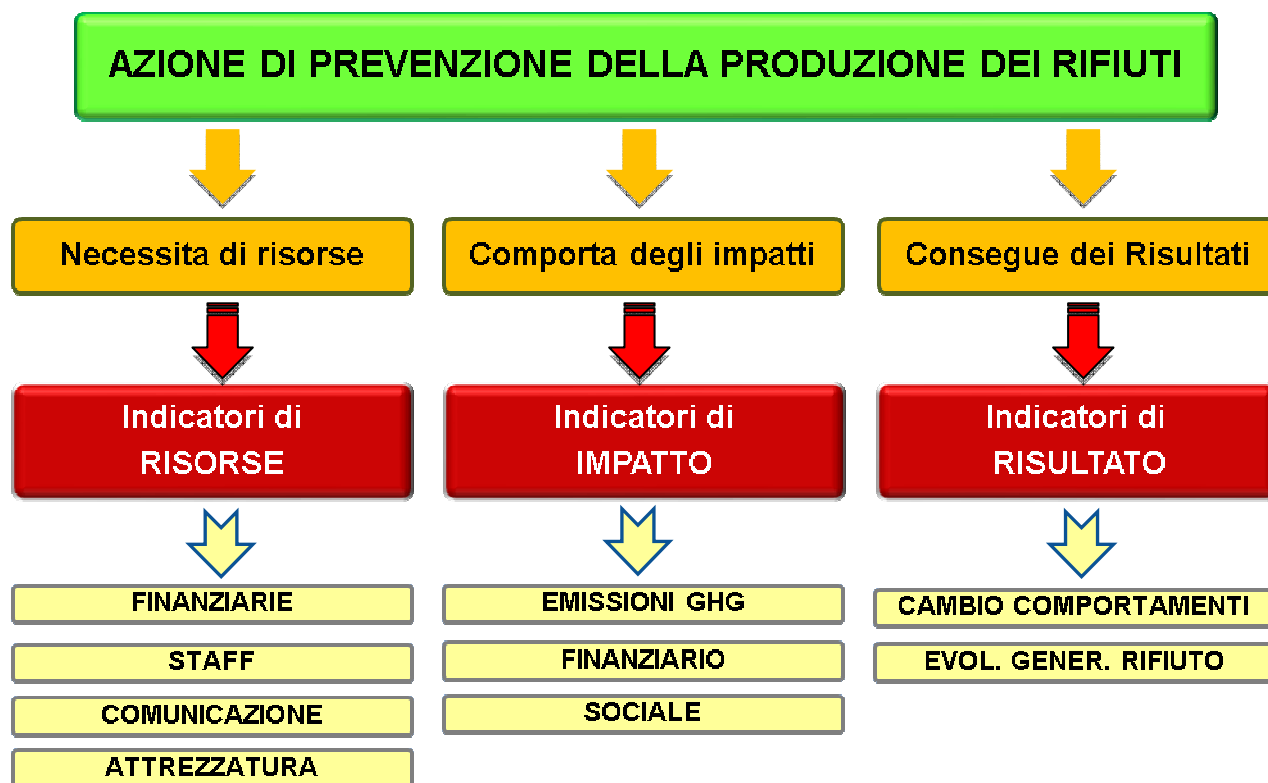 AZIONE DI PREVENZIONE DELLA PRODUZIONE DEI RIFIUTI
Necessita di risorse
Comporta degli impatti
Consegue dei Risultati
Indicatori di
RISORSE
Indicatori di
IMPATTO
Indicatori di
RISULTATO
FINANZIARIE
STAFF
COMUNICAZIONE
ATTREZZATURA
EMISSIONI GHG
FINANZIARIO
SOCIALE
CAMBIO COMPORTAMENTI
EVOL. GENER. RIFIUTO